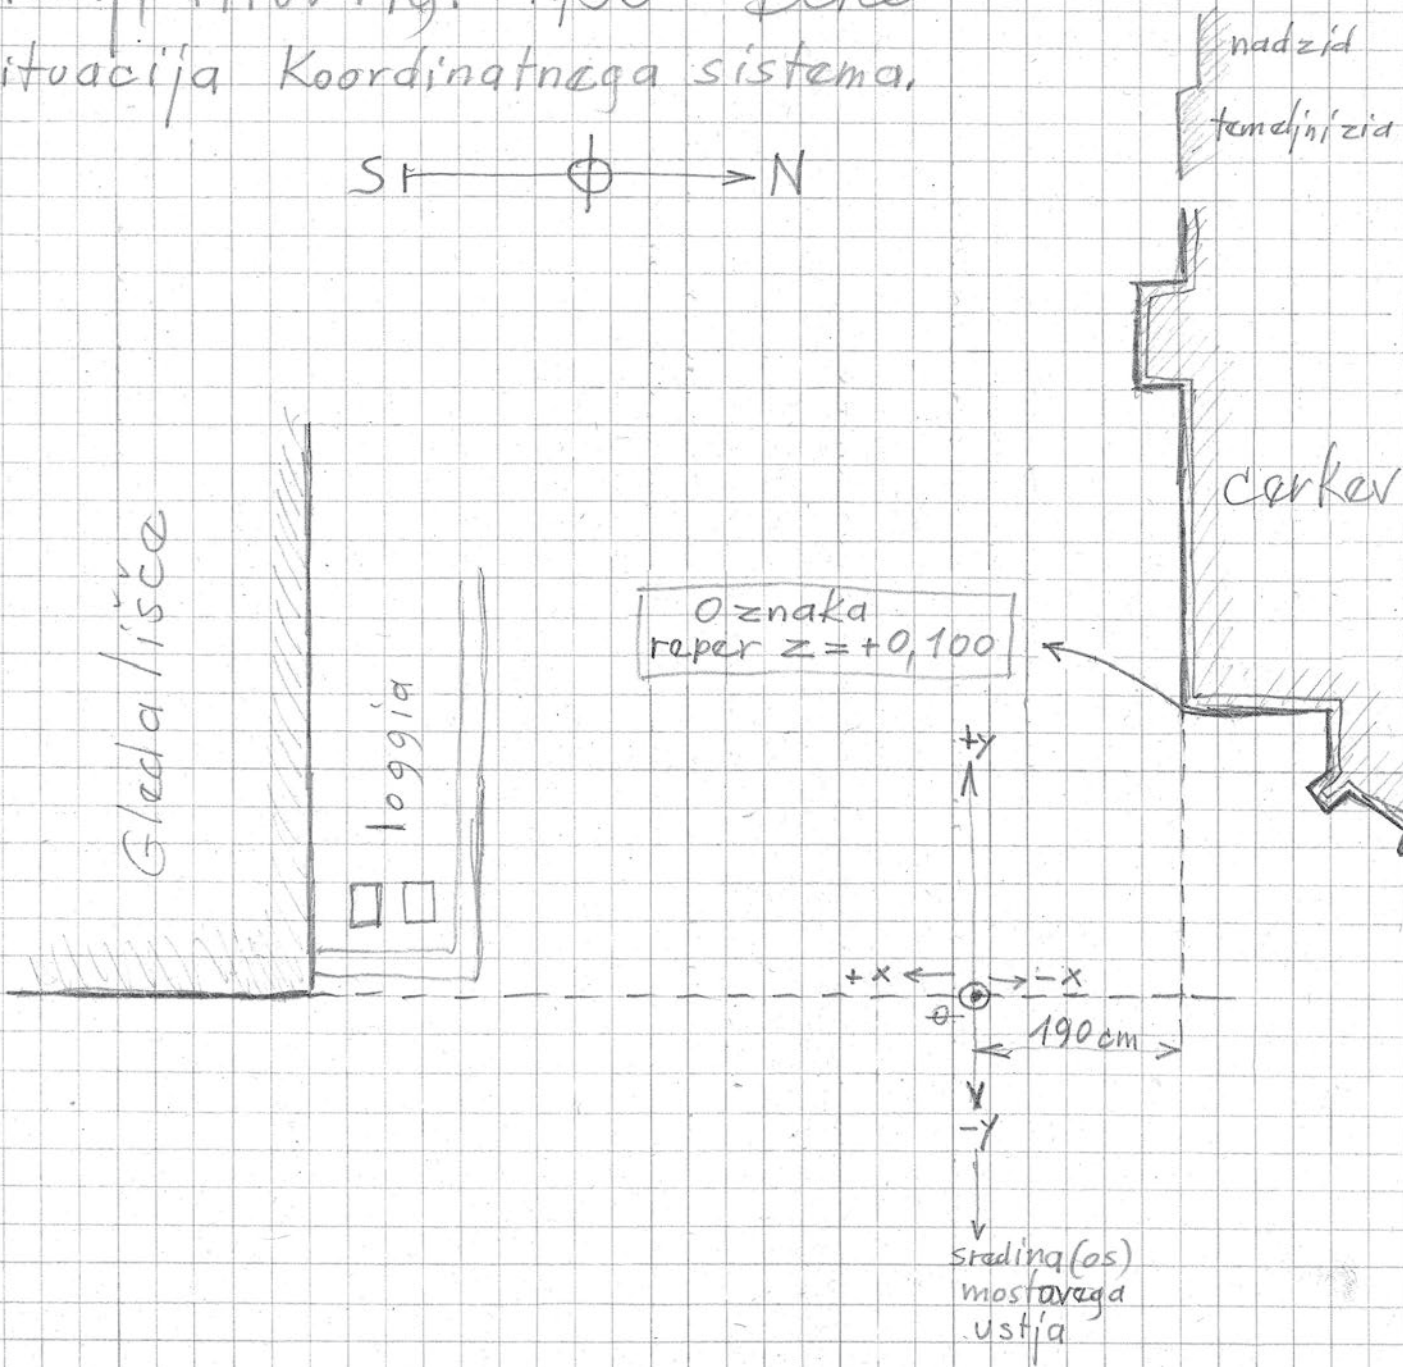 ituacija Koordinatnega sistema.
nadzid
temeljni zid
S N
cerkev
Gledališče
loggia
Oznaka
reper z=+0,100
+y
+x -x
0
190 cm
-y
sredina (os)
mostovega
ustja